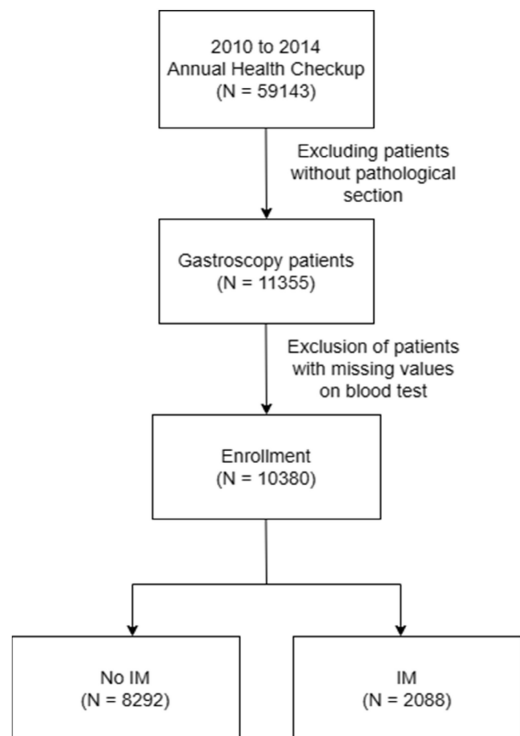 2010 to 2014
Annual Health Checkup
(N = 59143)
Excluding patients
without pathological
section
Gastroscopy patients
(N = 11355)
Exclusion of patients
with missing values
on blood test
Enrollment
(N = 10380)
No IM
(N = 8292)
IM
(N = 2088)